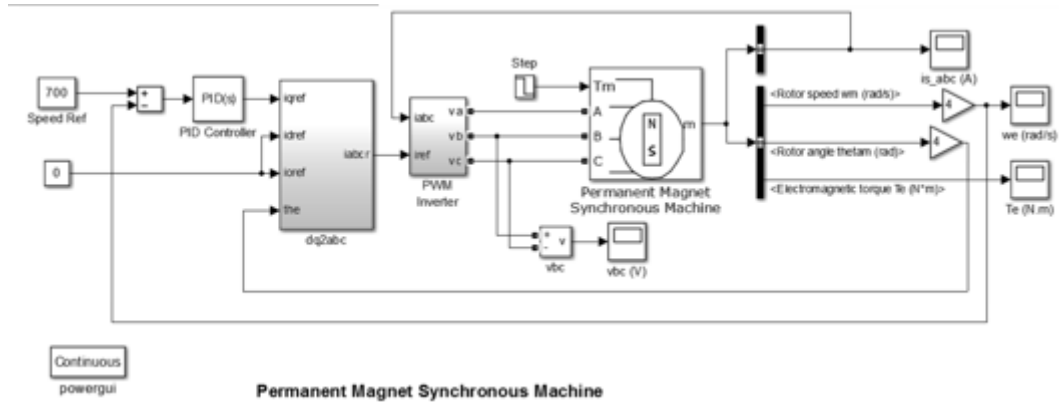 700
Speed Ref
+
−
PID(s)
PID Controller
0
iqref
idref
ioref
the
iabcr
dq2abc
iabc
iref
va
vb
vc
PWM
Inverter
Step
Tm
A
B
C
N
S
m
Permanent Magnet
Synchronous Machine
+
-
v
vbc
vbc (V)
is_abc (A)
<Rotor speed wm (rad/s)>
4
we (rad/s)
<Rotor angle thetam (rad)>
4
<Electromagnetic torque Te (N*m)>
Te (N.m)
Continuous
powergui
Permanent Magnet Synchronous Machine